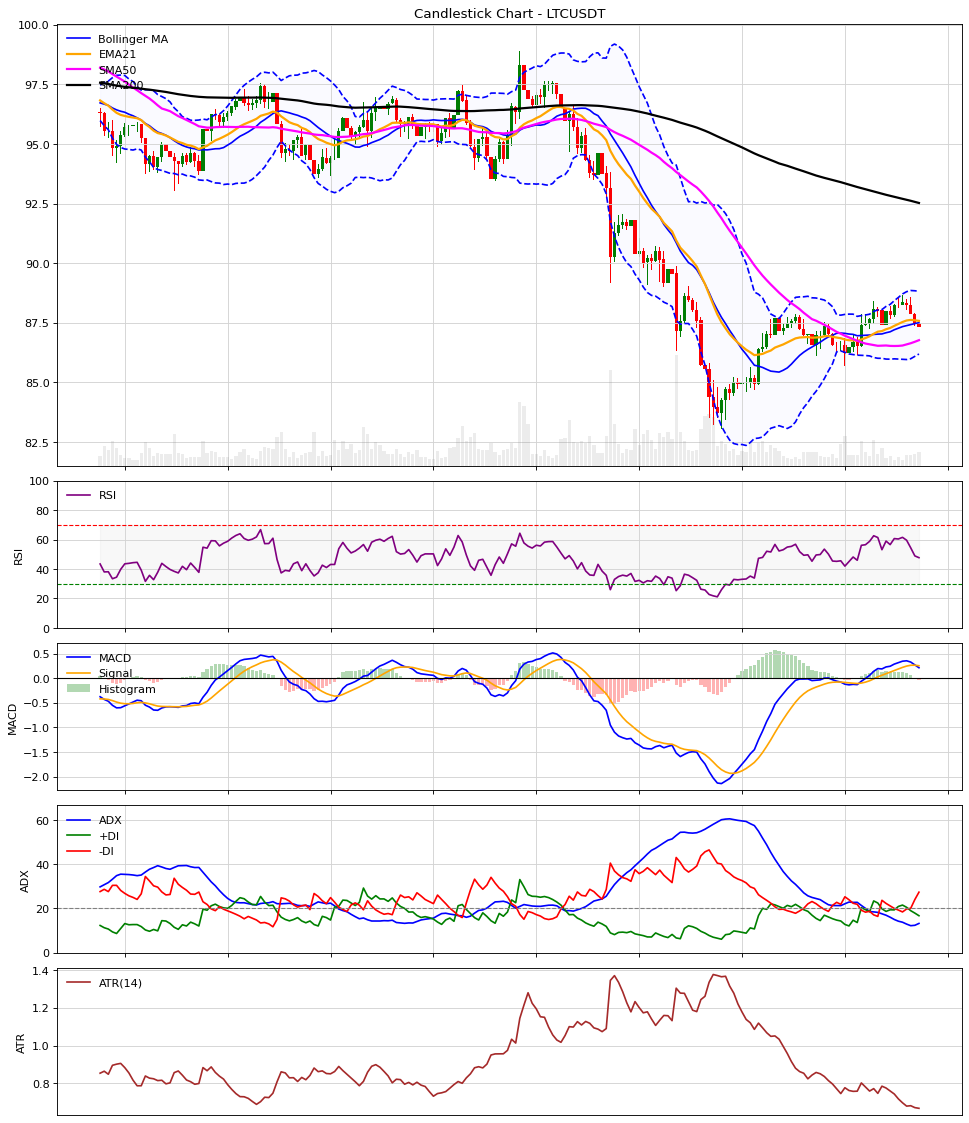 Candlestick Chart - LTCUSDT
100.0
97.5
95.0
92.5
90.0
87.5
85.0
82.5
Bollinger MA
EMA21
SMA50
SMA200
RSI
100
80
60
40
20
0
RSI
MACD
0.5
0.0
−0.5
−1.0
−1.5
−2.0
MACD
Signal
Histogram
ADX
60
40
20
0
ADX
+DI
-DI
ATR
1.4
1.2
1.0
0.8
ATR(14)